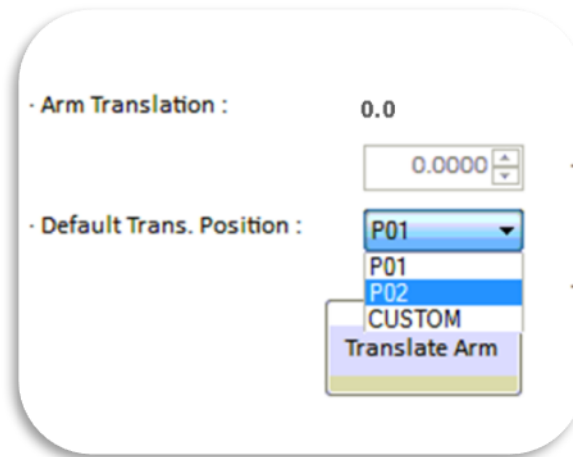 · Arm Translation : 0.0
0.0000
· Default Trans. Position : P01
P01
P02
CUSTOM
Translate Arm